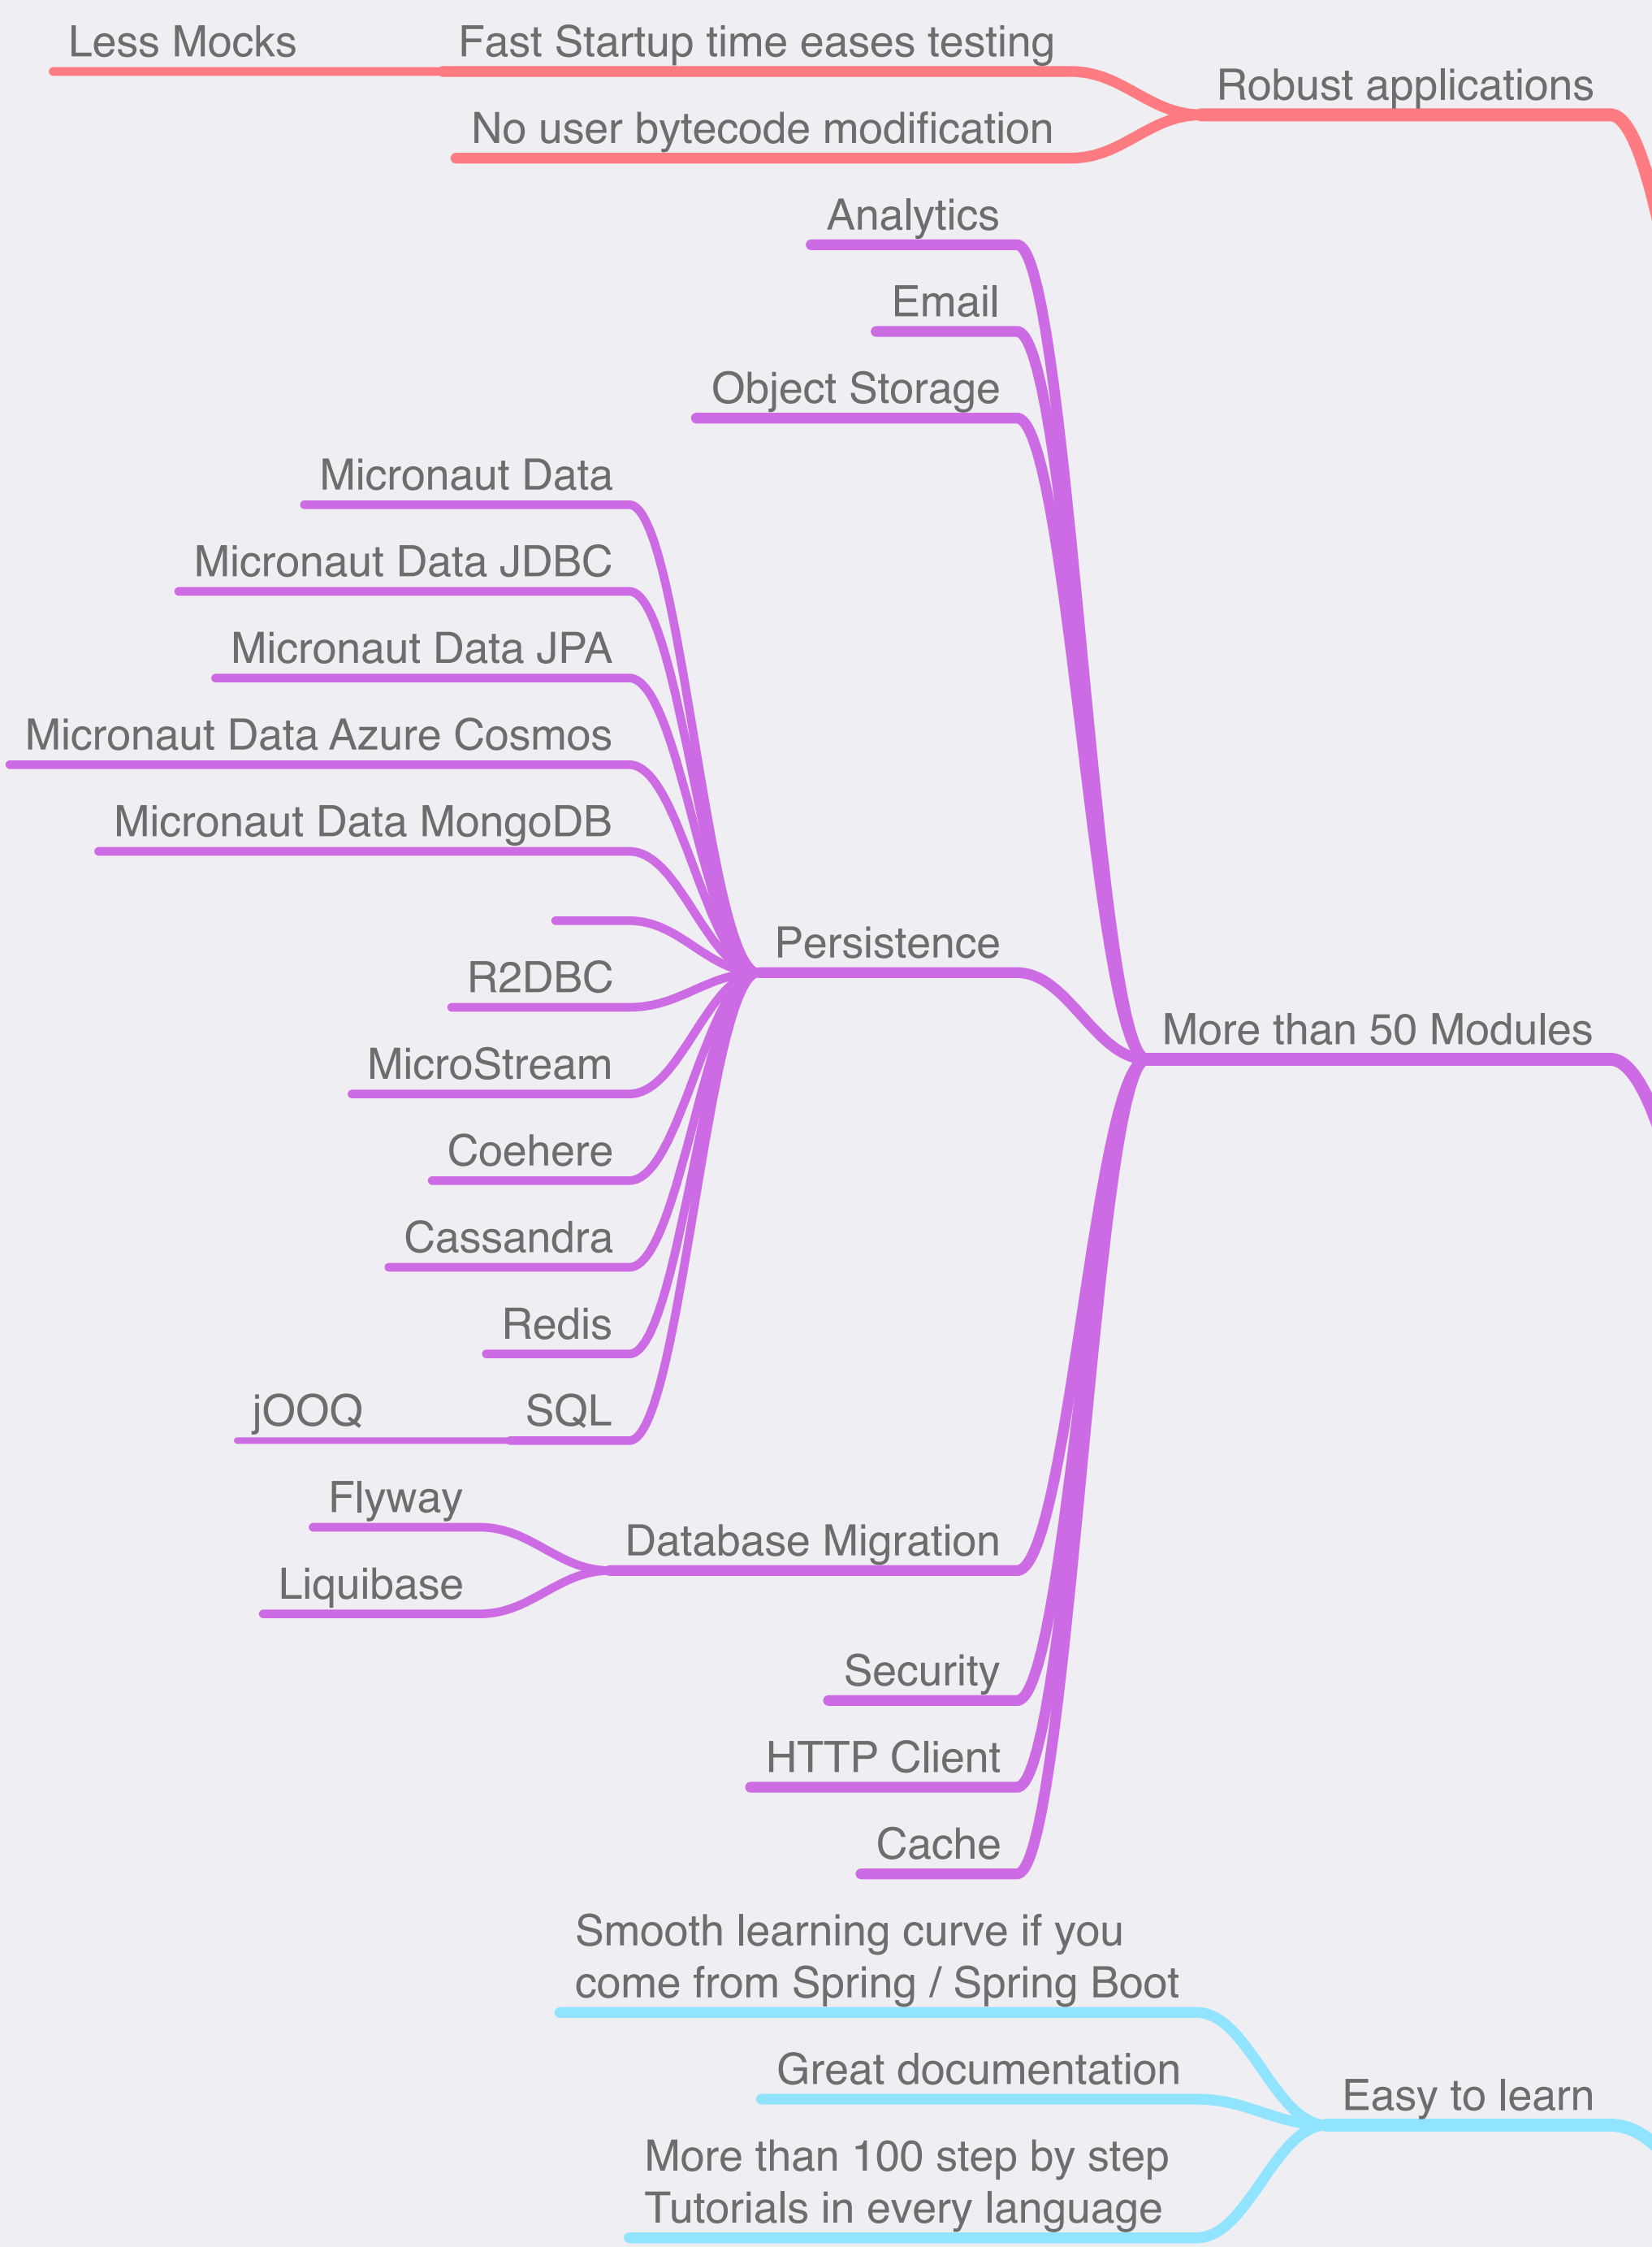 Less Mocks
Fast Startup time eases testing
Robust applications
No user bytecode modification
Analytics
Email
Object Storage
Micronaut Data
Micronaut Data JDBC
Micronaut Data JPA
Micronaut Data Azure Cosmos
Micronaut Data MongoDB
Persistence
R2DBC
More than 50 Modules
MicroStream
Coehere
Cassandra
Redis
jOOQ
SQL
Flyway
Database Migration
Liquibase
Security
HTTP Client
Cache
Smooth learning curve if you
come from Spring / Spring Boot
Great documentation
Easy to learn
More than 100 step by step
Tutorials in every language